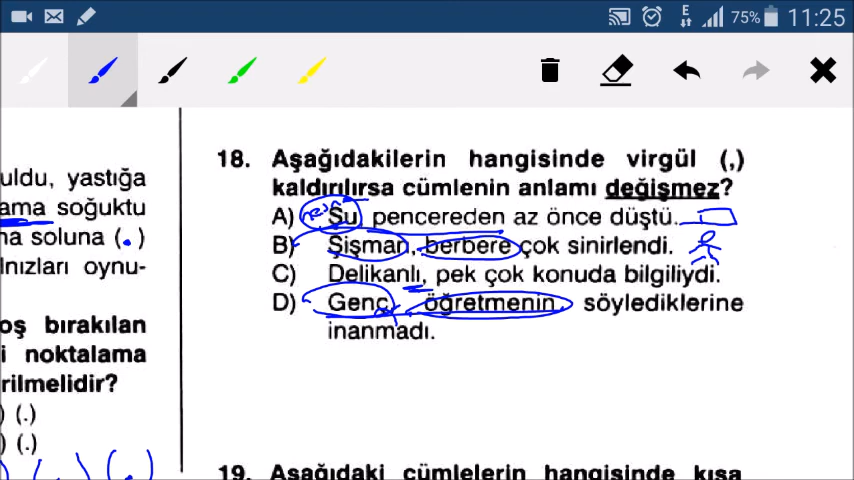 E
75%
11:25
uldu, yastığa
ama soğuktu
na soluna (.)
lnızları oynu-
oş bırakılan
i noktalama
rilmelidir?
) (.)
) (.)
18. Aşağıdakilerin hangisinde virgül (,)
kaldırılırsa cümlenin anlamı değişmez?
A) Şu, pencereden az önce düştü.
B) Şişman, berbere çok sinirlendi.
C) Delikanlı, pek çok konuda bilgiliydi.
D) Genç, öğretmenin söylediklerine
inanmadı.
19. Aşağıdaki cümlelerin hangisinde kısa